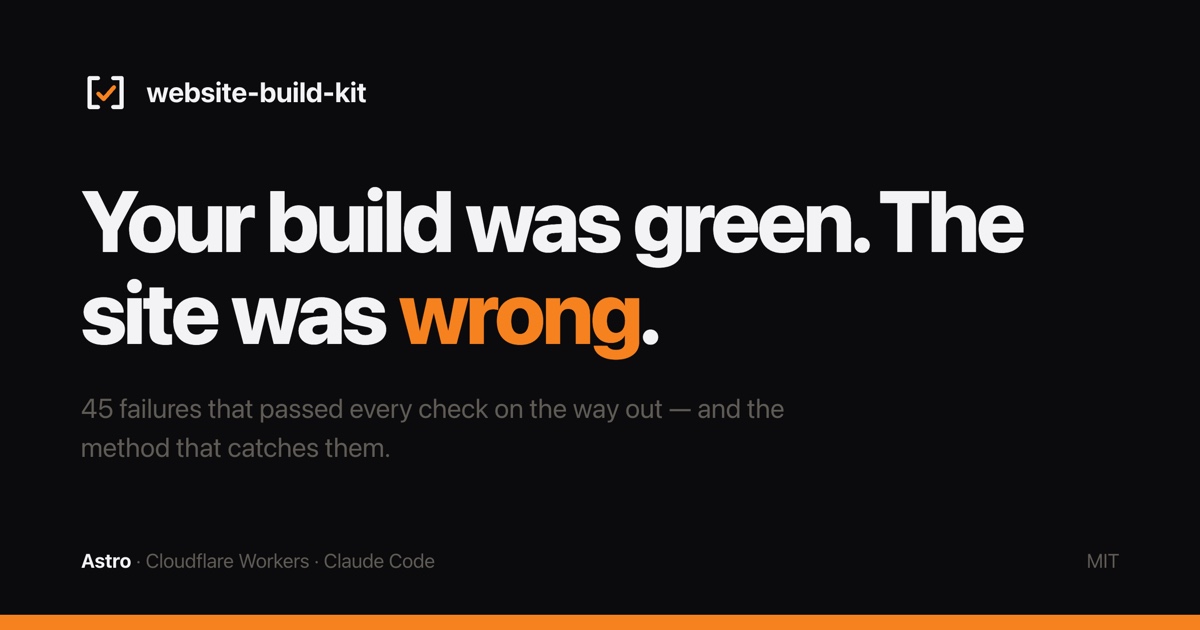 website-build-kit
Your build was green. The
site was wrong.
45 failures that passed every check on the way out — and the
method that catches them.
Astro · Cloudflare Workers · Claude Code
MIT